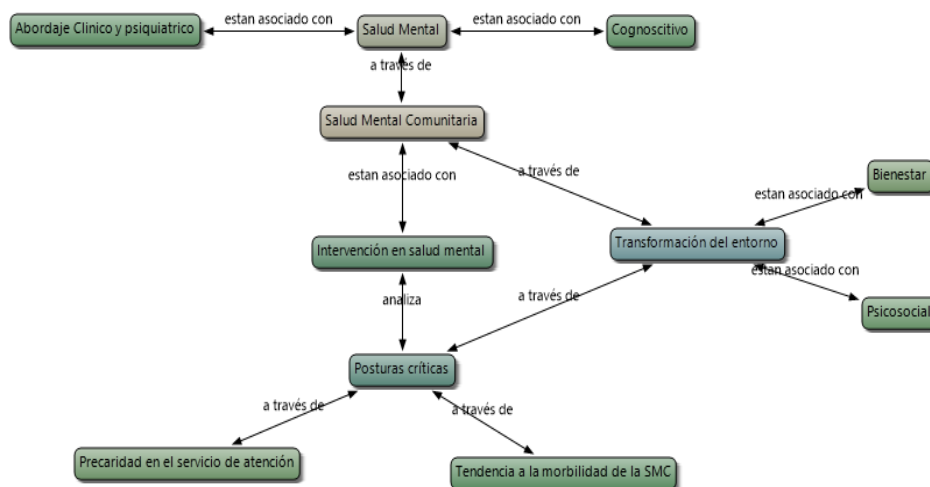 estan asociado con
estan asociado con
Abordaje Clinico y psiquiatrico
Salud Mental
Cognoscitivo
a través de
Salud Mental Comunitaria
estan asociado con
a través de
Bienestar
estan asociado con
Intervención en salud mental
Transformación del entorno
estan asociado con
analiza
a través de
Psicosocial
Posturas críticas
a través de
a través de
Precaridad en el servicio de atención
Tendencia a la morbilidad de la SMC